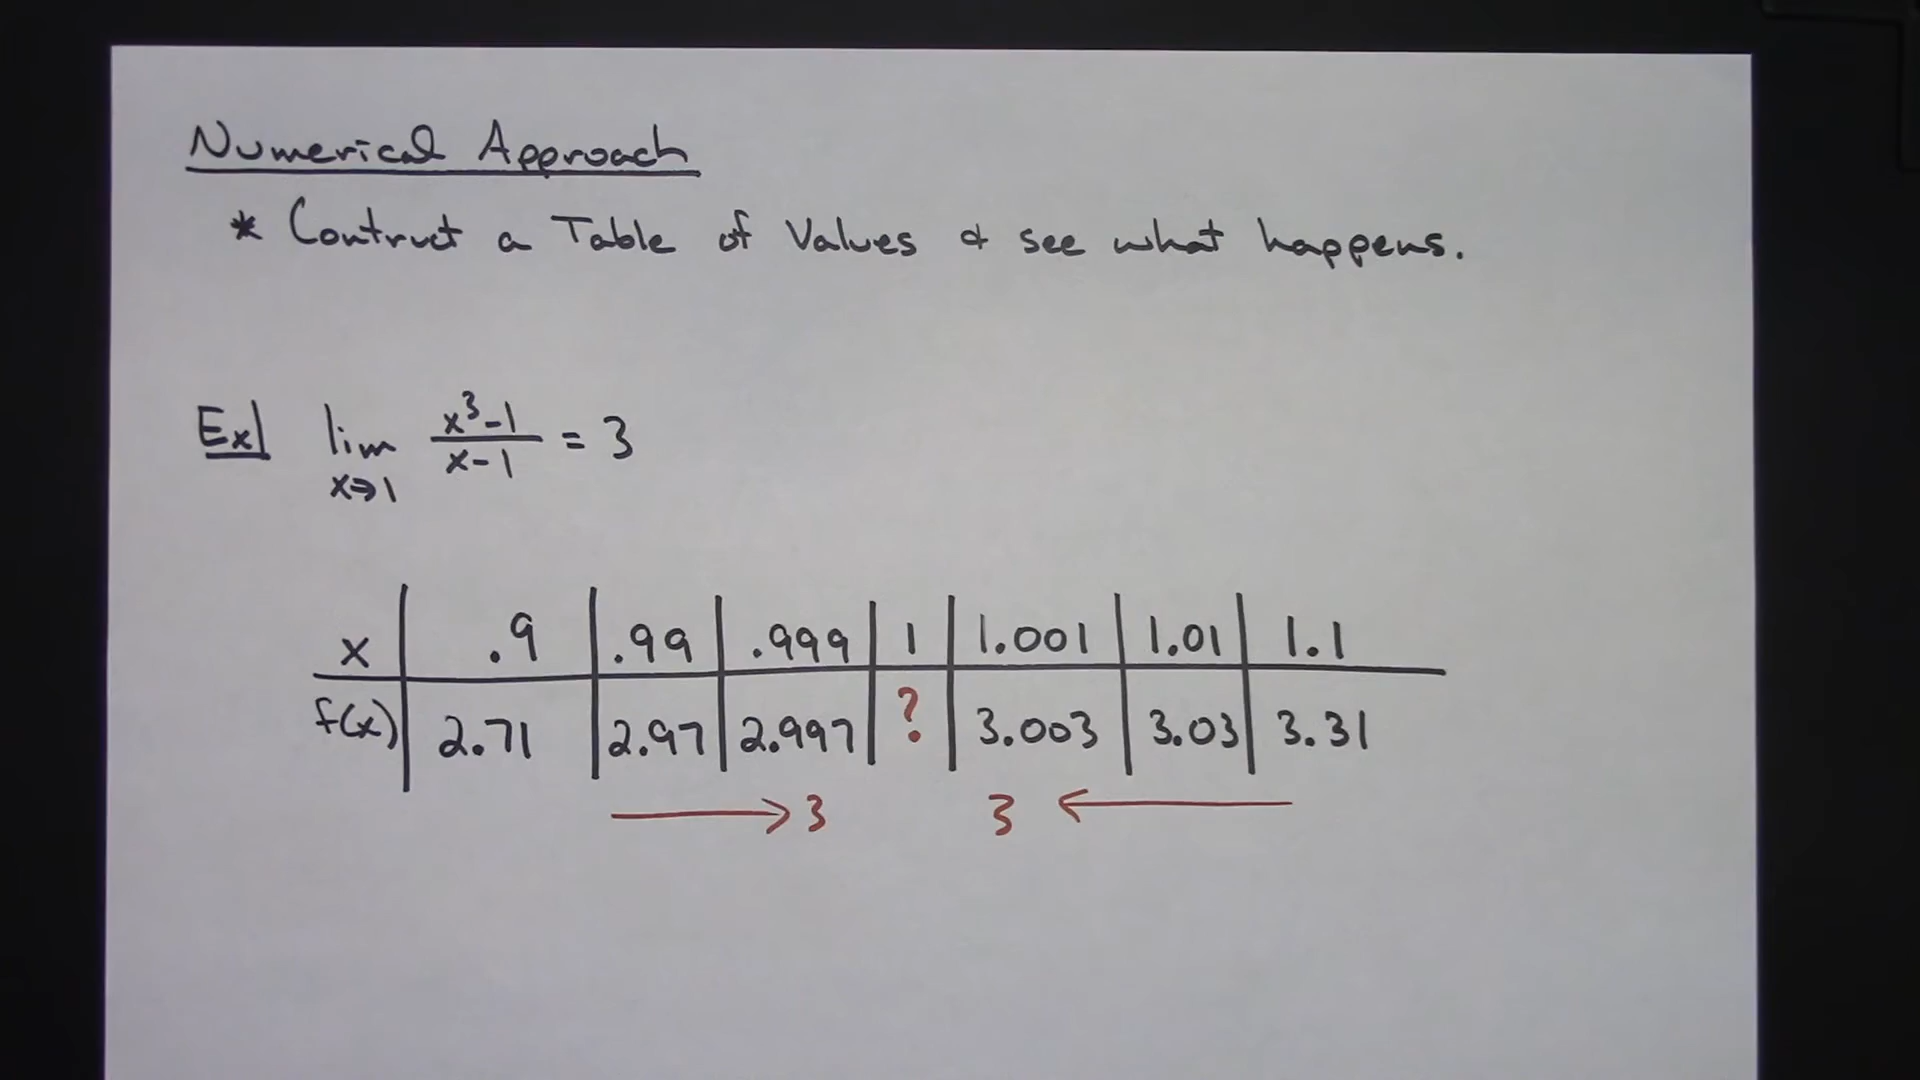 Numerical Approach
* Contruct a Table of Values & see what happens.
Ex| lim x→1 x³-1 / x-1 = 3
x | .9 | .99 | .999 | 1 | 1.001 | 1.01 | 1.1
f(x) | 2.71 | 2.97 | 2.997 | ? | 3.003 | 3.03 | 3.31
→ 3 3 ←